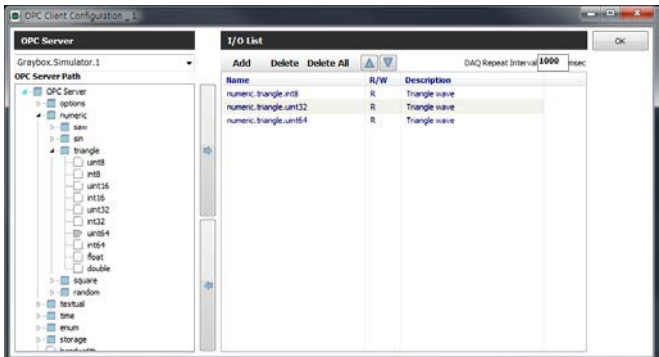 OPC Client Configuration _ 1
OPC Server
Graybox.Simulator.1
OPC Server Path
OPC Server
options
numeric
saw
sin
triangle
uint8
int8
uint16
int16
uint32
int32
uint64
int64
float
double
square
random
textual
time
enum
storage
bandwidth
I/O List
OK
Add Delete Delete All DAQ Repeat Interval 1000 msec
Name R/W Description
numeric.triangle.int8 R Triangle wave
numeric.triangle.uint32 R Triangle wave
numeric.triangle.uint64 R Triangle wave